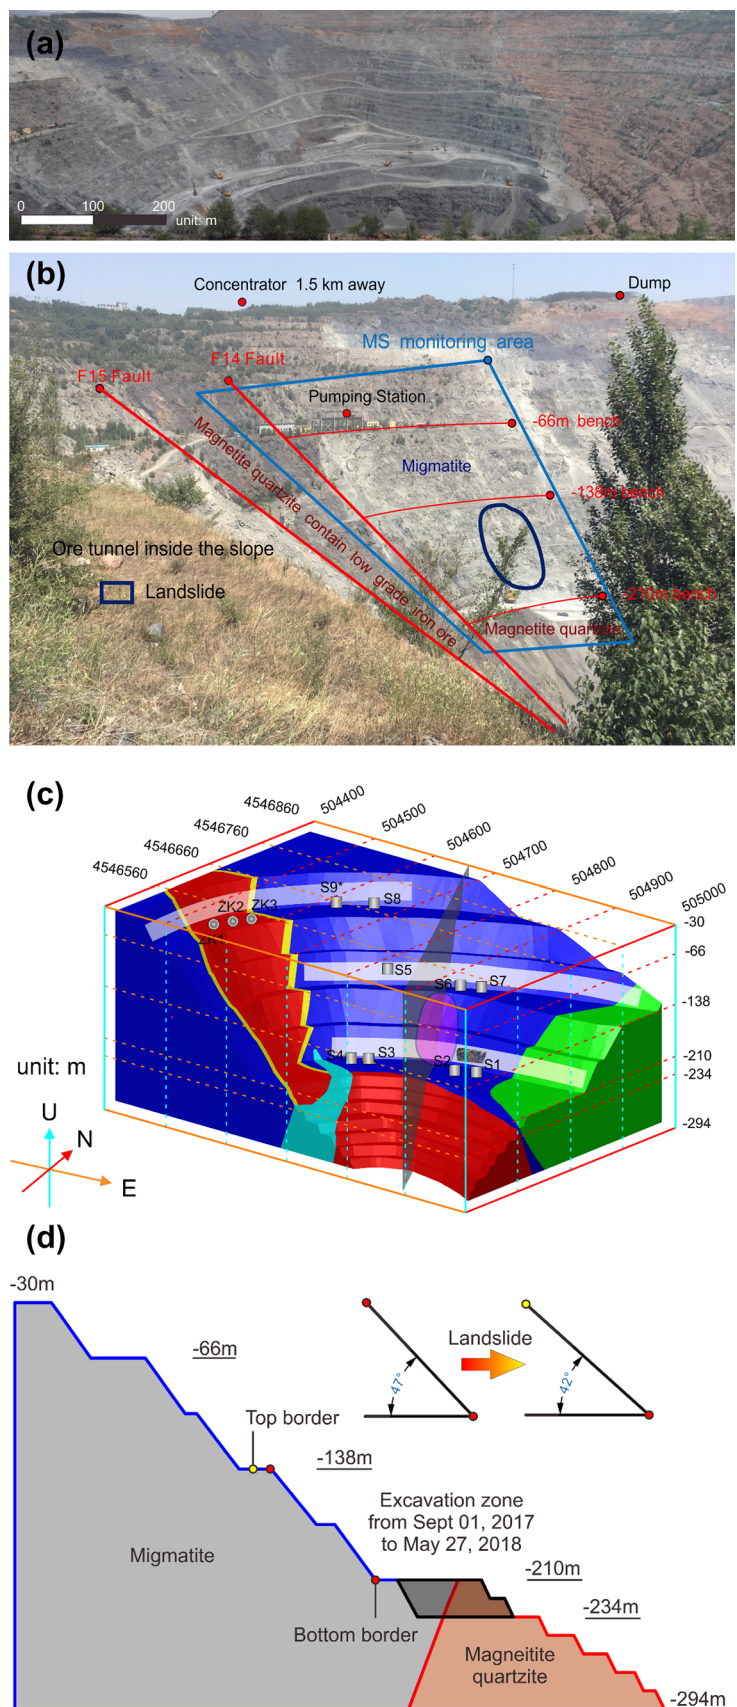 (a)
0 100 200
unit: m
(b)
Concentrator 1.5 km away
Dump
MS monitoring area
F14 Fault
F15 Fault
Pumping Station
-66m bench
Migmatite
-138m bench
Magnetite quartzite contain low grade iron ore
Ore tunnel inside the slope
Landslide
-210m bench
Magnetite quartzite
(c)
4546860
504400
4546760
504500
4546660
504600
4546560
504700
504800
504900
505000
-30
-66
-138
-210
-234
-294
S9*
S8
ZK3
ZK2
ZK1
S5
S6
S7
S4
S3
S2
S1
unit: m
U
N
E
(d)
-30m
-66m
Landslide
47°
42°
Top border
-138m
Excavation zone
from Sept 01, 2017
to May 27, 2018
Migmatite
-210m
-234m
Bottom border
Magneitite
quartzite
-294m